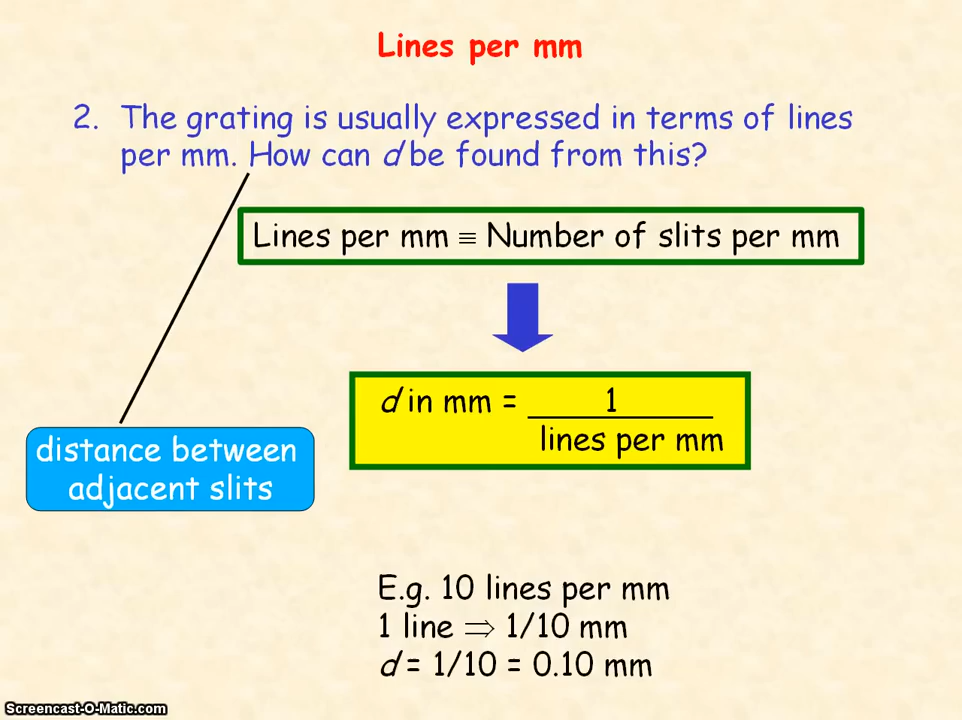 Lines per mm
2. The grating is usually expressed in terms of lines
per mm. How can d be found from this?
Lines per mm ≡ Number of slits per mm
d in mm = 1
lines per mm
distance between
adjacent slits
E.g. 10 lines per mm
1 line ⇒ 1/10 mm
d = 1/10 = 0.10 mm
Screencast-O-Matic.com